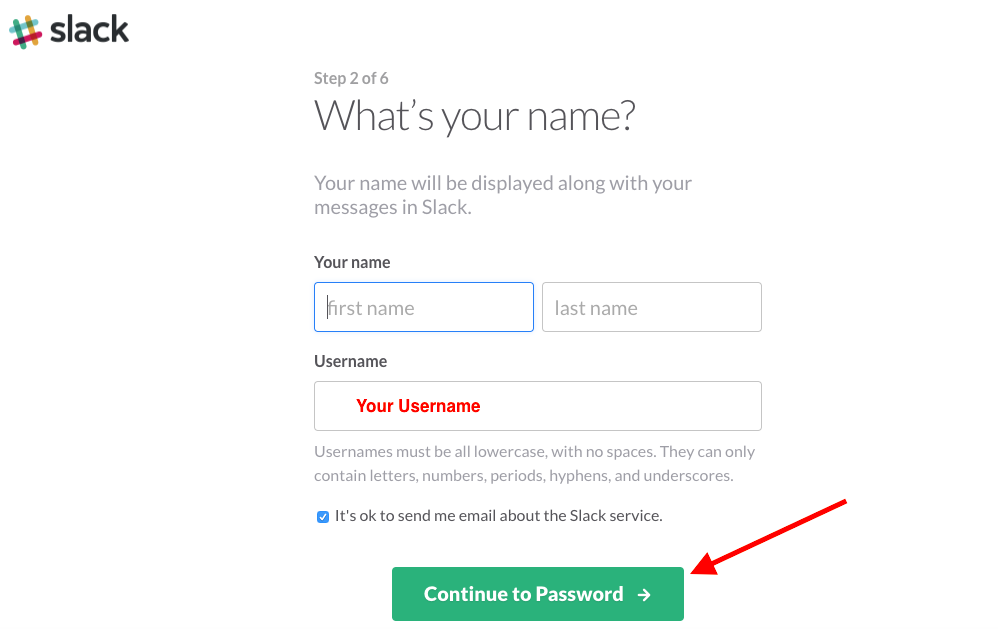 slack
Step 2 of 6
What's your name?
Your name will be displayed along with your
messages in Slack.
Your name
first name last name
Username
Your Username
Usernames must be all lowercase, with no spaces. They can only
contain letters, numbers, periods, hyphens, and underscores.
It's ok to send me email about the Slack service.
Continue to Password →